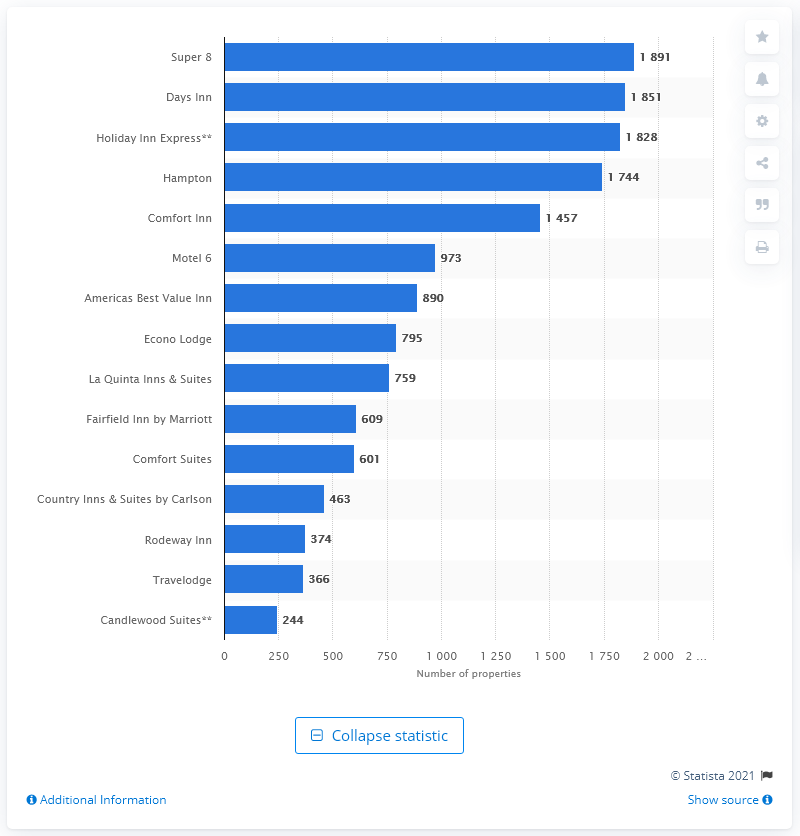 Super 8 1 891
Days Inn 1 851
Holiday Inn Express** 1 828
Hampton 1 744
Comfort Inn 1 457
Motel 6 973
Americas Best Value Inn 890
Econo Lodge 795
La Quinta Inns & Suites 759
Fairfield Inn by Marriott 609
Comfort Suites 601
Country Inns & Suites by Carlson 463
Rodeway Inn 374
Travelodge 366
Candlewood Suites** 244
0 250 500 750 1 000 1 250 1 500 1 750 2 000 2 ...
Number of properties
Collapse statistic
© Statista 2021
Additional Information Show source